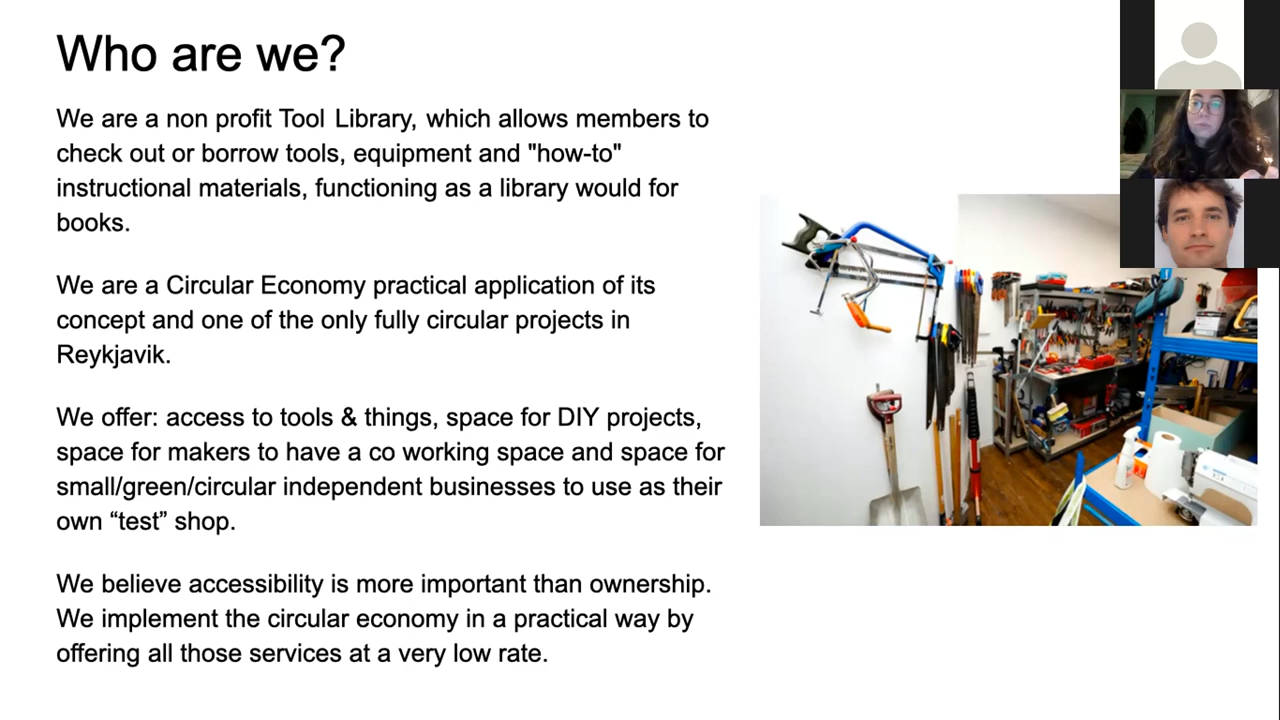 Who are we?
We are a non profit Tool Library, which allows members to
check out or borrow tools, equipment and "how-to"
instructional materials, functioning as a library would for
books.
We are a Circular Economy practical application of its
concept and one of the only fully circular projects in
Reykjavik.
We offer: access to tools & things, space for DIY projects,
space for makers to have a co working space and space for
small/green/circular independent businesses to use as their
own “test” shop.
We believe accessibility is more important than ownership.
We implement the circular economy in a practical way by
offering all those services at a very low rate.